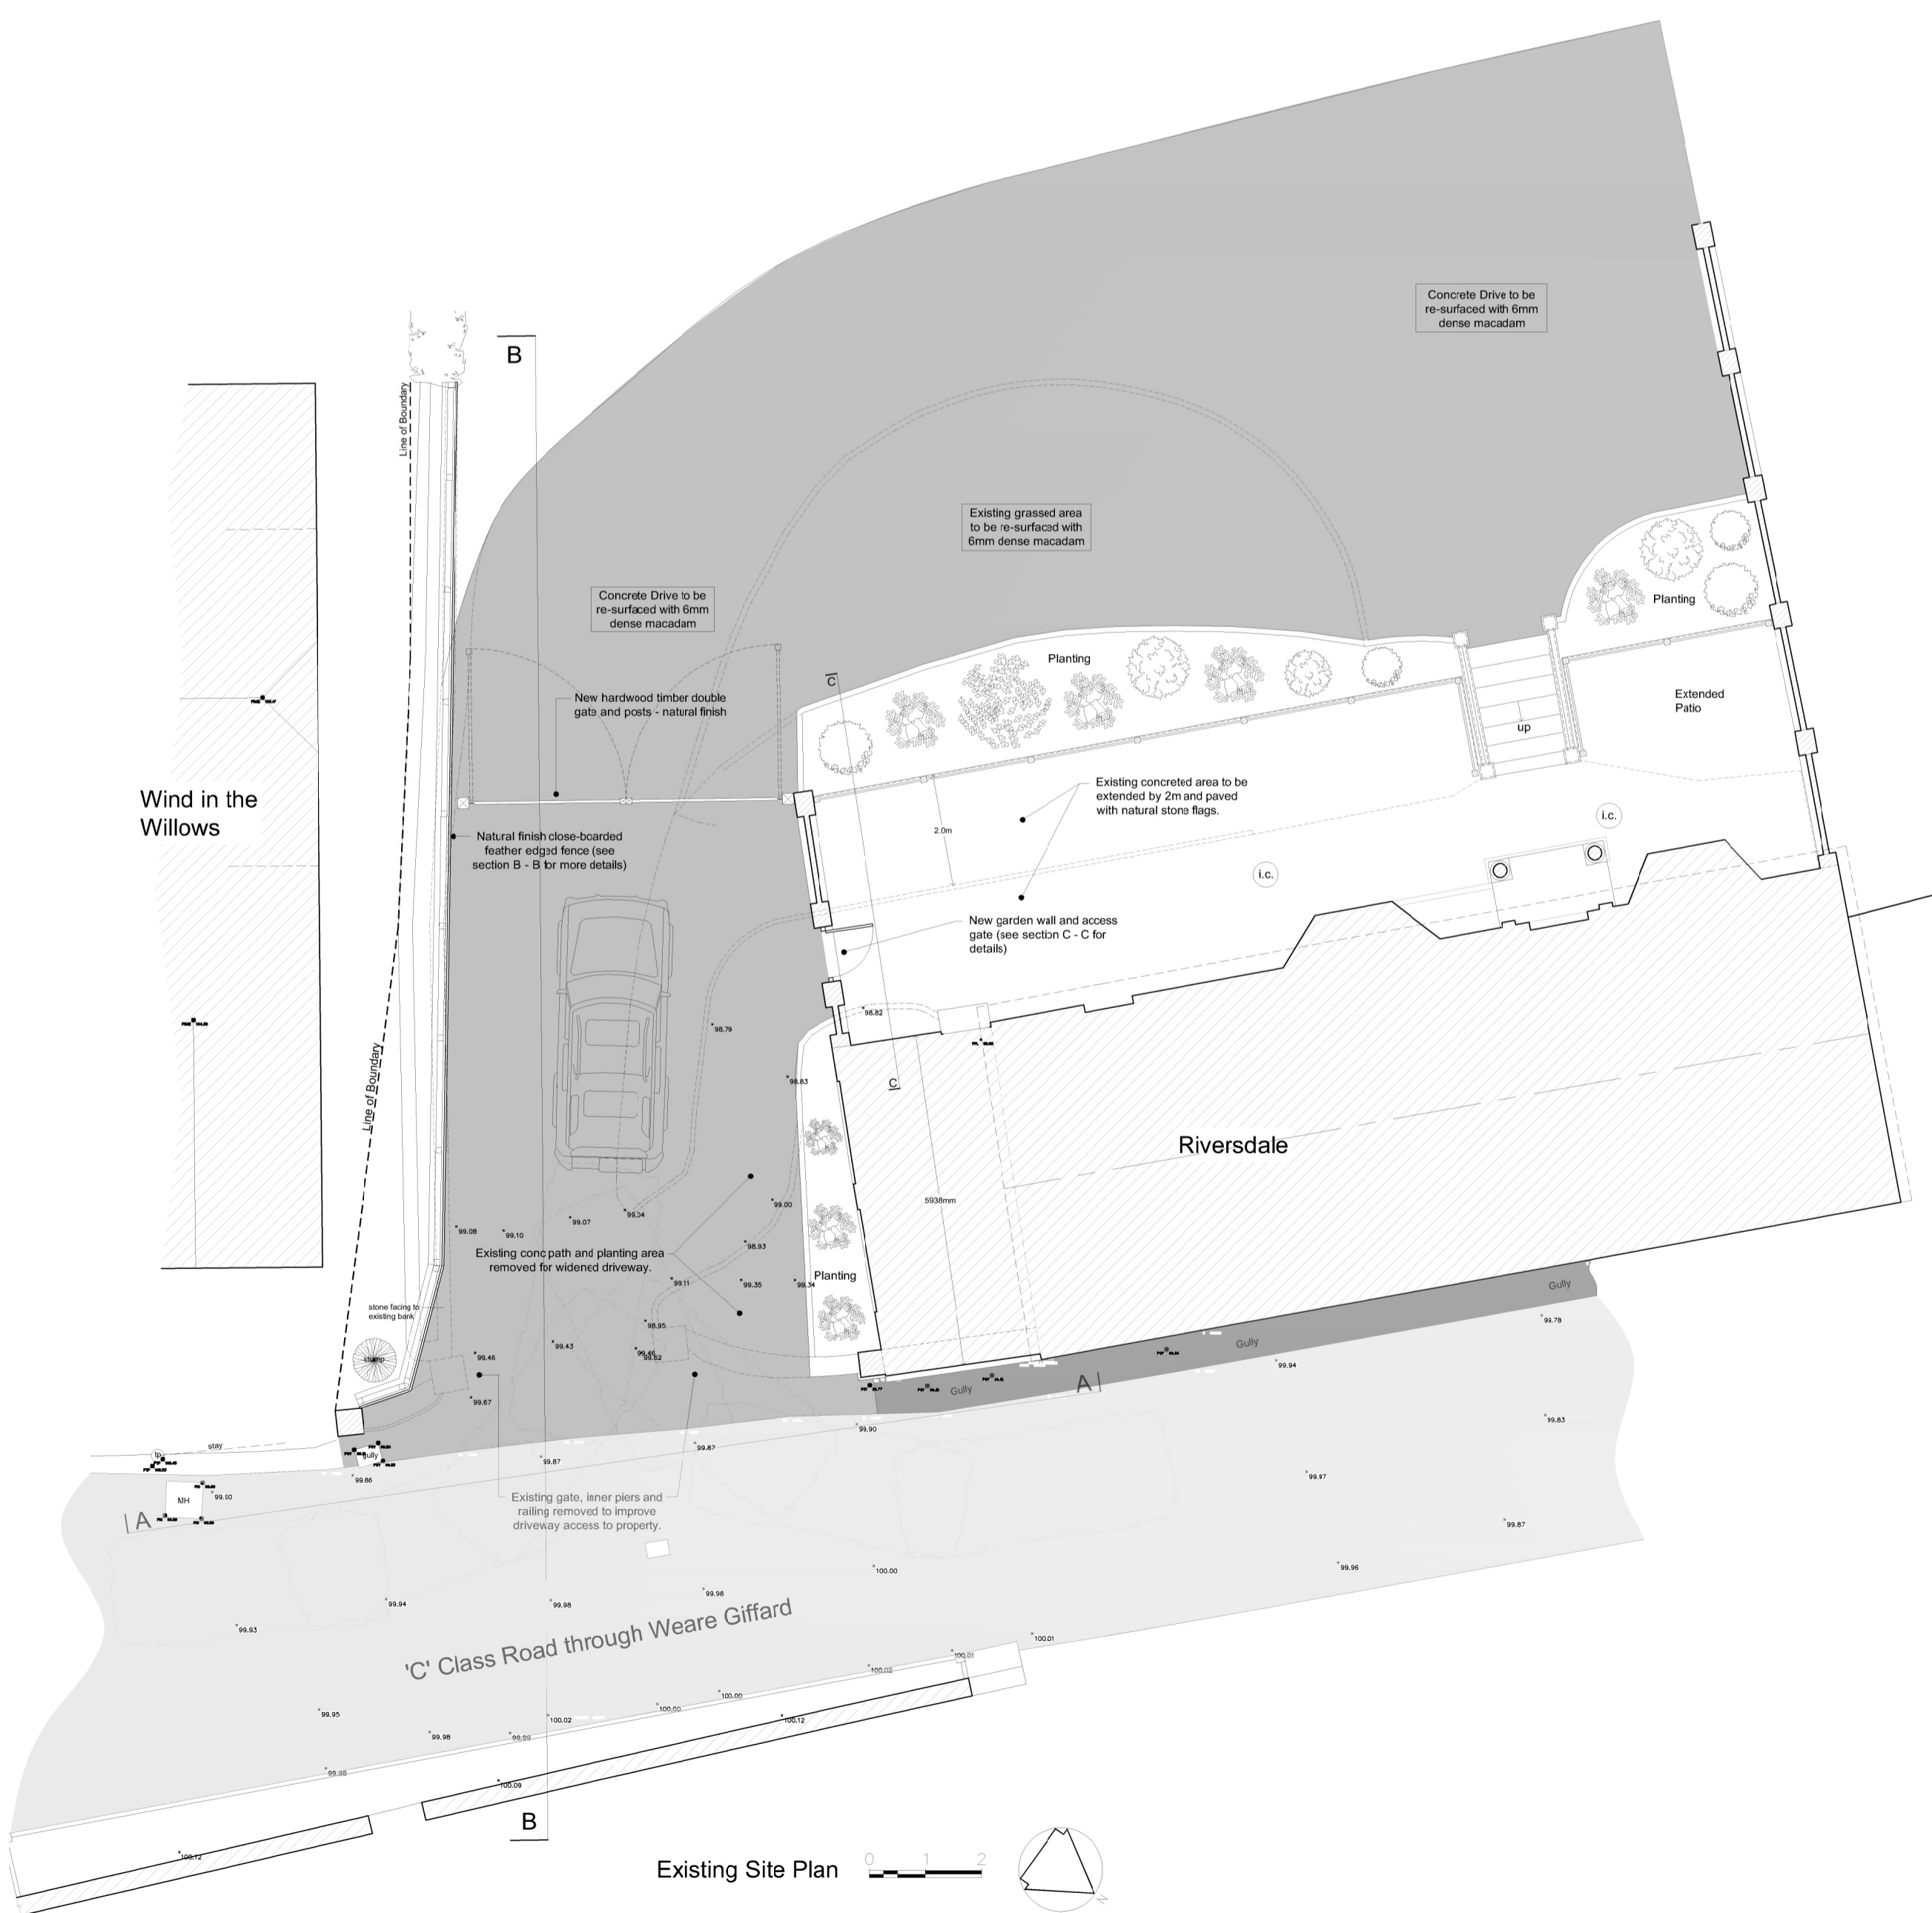 Concrete Drive to be
re-surfaced with 6mm
dense macadam
B
Line of Boundary
Existing grassed area
to be re-surfaced with
6mm dense macadam
Concrete Drive to be
re-surfaced with 6mm
dense macadam
Planting
Planting
C
New hardwood timber double
gate and posts - natural finish
Extended
Patio
up
Wind in the
Willows
Existing concreted area to be
extended by 2m and paved
with natural stone flags.
2.0m
i.c.
Natural finish close-boarded
feather edged fence (see
section B - B for more details)
i.c.
New garden wall and access
gate (see section C - C for
details)
98.82
98.79
98.83
C
Line of Boundary
Riversdale
5938mm
99.00
99.04
99.07
99.08
99.10
98.93
Existing conc path and planting area
removed for widened driveway.
Planting
99.11
99.35
99.34
stone facing to
existing bank
98.95
99.43
99.46
99.62
99.46
stump
99.67
Gully
99.78
Gully
99.94
Gully
A
99.83
99.90
tp
stay
gully
99.87
99.87
99.86
99.97
MH
99.90
A
Existing gate, inner piers and
railing removed to improve
driveway access to property.
99.87
100.00
99.96
99.94
99.98
99.98
99.93
'C' Class Road through Weare Giffard
100.01
100.01
100.02
100.00
100.00
99.95
100.02
100.12
99.98
99.99
99.98
100.09
B
100.12
Existing Site Plan
0 1 2
N